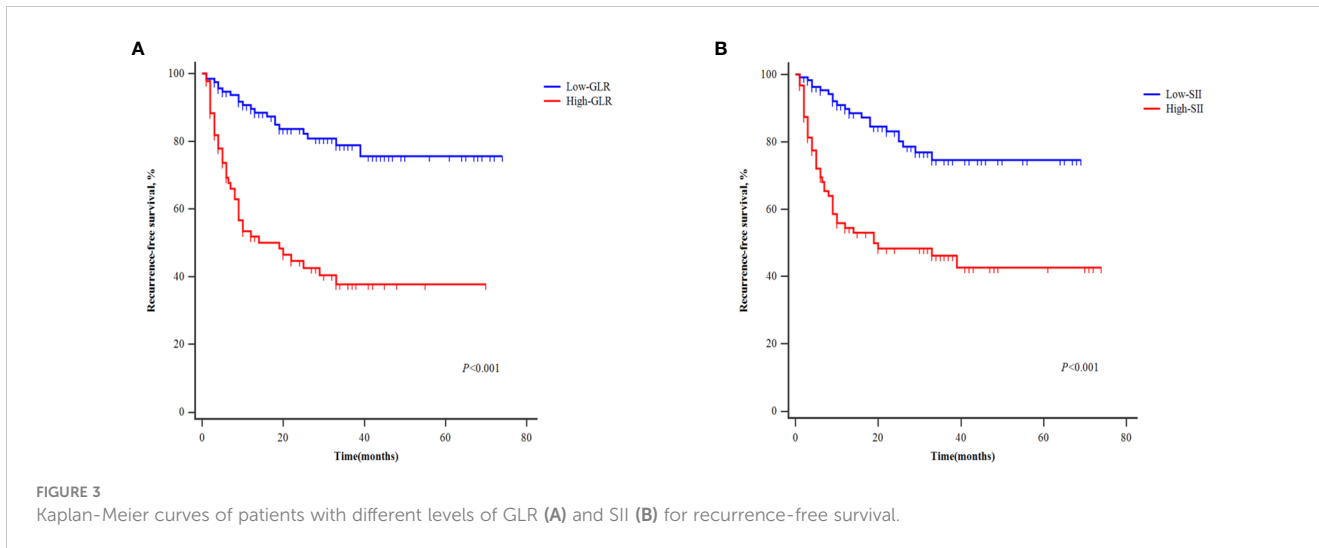 A
Recurrence-free survival, %
100
80
60
40
20
0
0 20 40 60 80
Time(months)
Low-GLR
High-GLR
P<0.001
B
Recurrence-free survival, %
100
80
60
40
20
0
0 20 40 60 80
Time(months)
Low-SII
High-SII
P<0.001
FIGURE 3
Kaplan-Meier curves of patients with different levels of GLR (A) and SII (B) for recurrence-free survival.